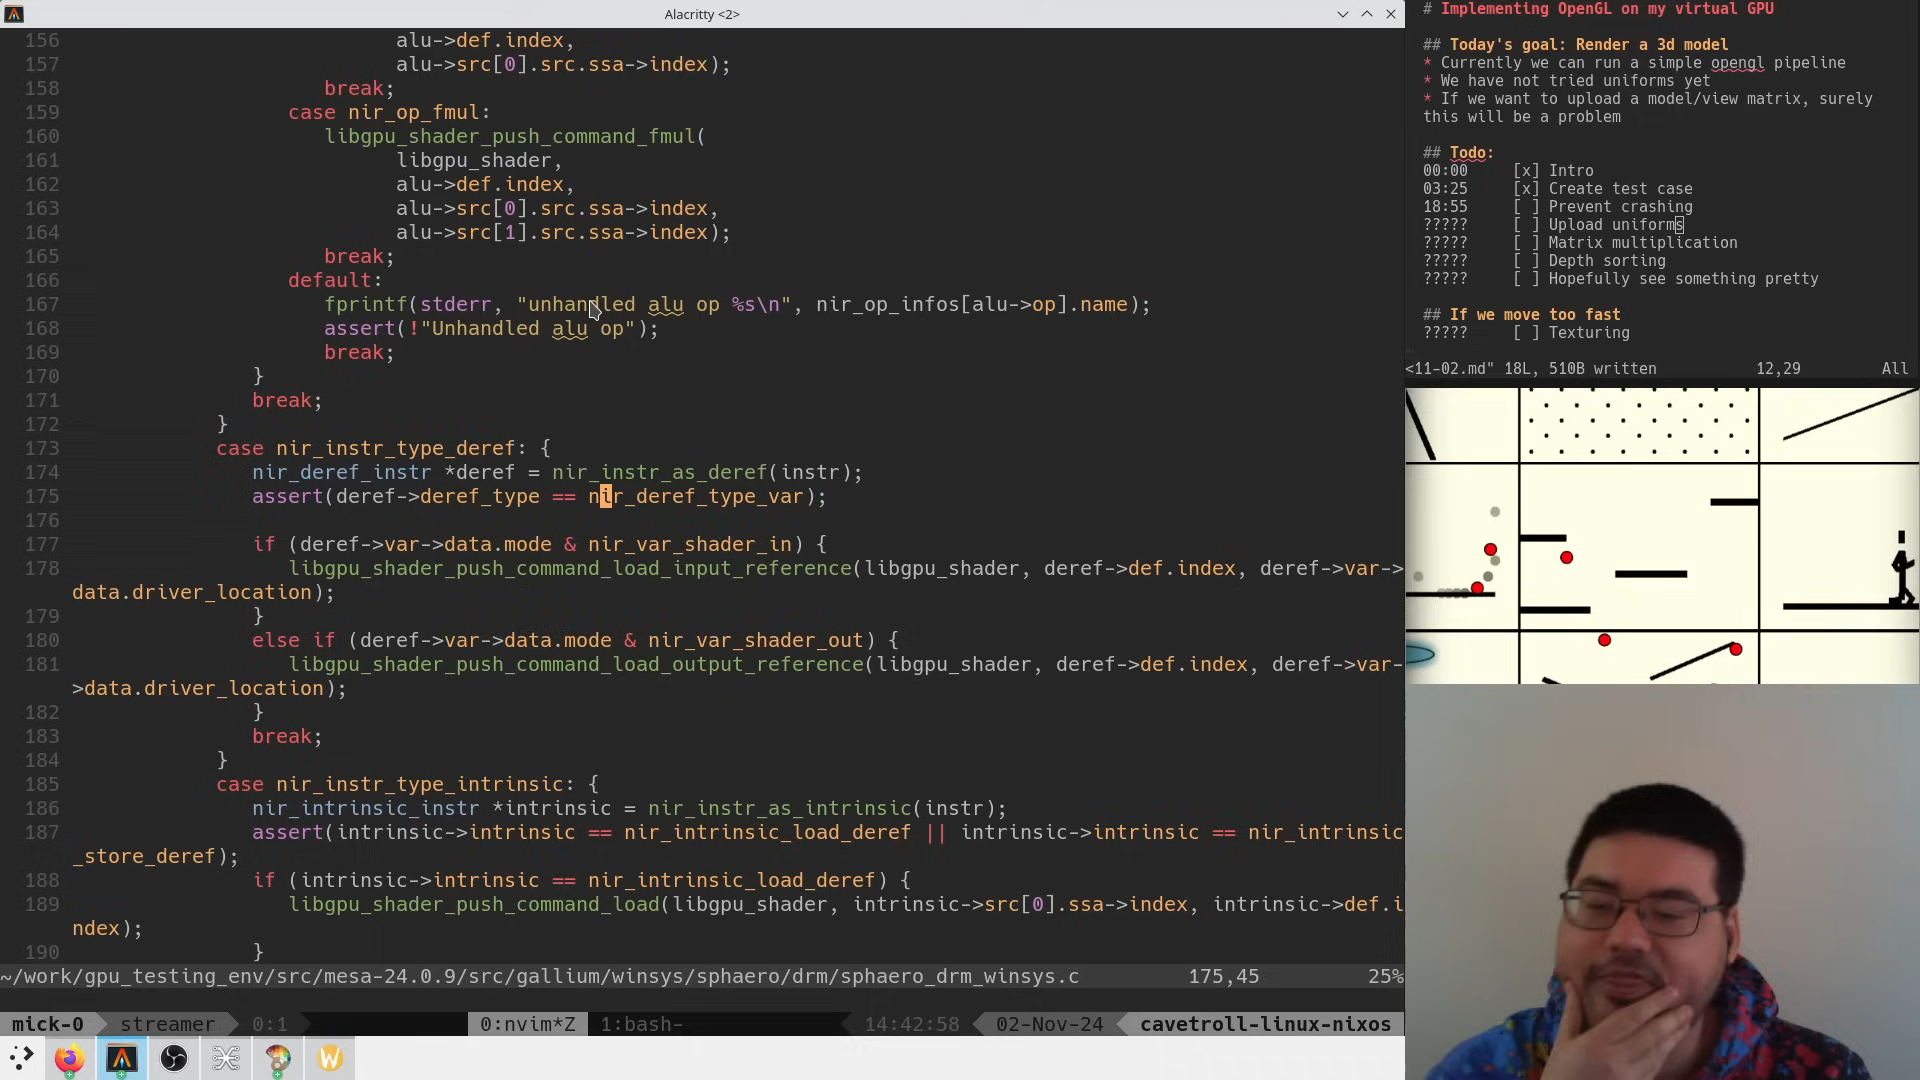 Alacritty <2>
156 alu->def.index,
157 alu->src[0].src.ssa->index);
158 break;
159 case nir_op_fmul:
160 libgpu_shader_push_command_fmul(
161 libgpu_shader,
162 alu->def.index,
163 alu->src[0].src.ssa->index,
164 alu->src[1].src.ssa->index);
165 break;
166 default:
167 fprintf(stderr, "unhandled alu op %s\n", nir_op_infos[alu->op].name);
168 assert(!"Unhandled alu op");
169 break;
170 }
171 break;
172 }
173 case nir_instr_type_deref: {
174 nir_deref_instr *deref = nir_instr_as_deref(instr);
175 assert(deref->deref_type == nir_deref_type_var);
176
177 if (deref->var->data.mode & nir_var_shader_in) {
178 libgpu_shader_push_command_load_input_reference(libgpu_shader, deref->def.index, deref->var->
data.driver_location);
179 }
180 else if (deref->var->data.mode & nir_var_shader_out) {
181 libgpu_shader_push_command_load_output_reference(libgpu_shader, deref->def.index, deref->var-
>data.driver_location);
182 }
183 break;
184 }
185 case nir_instr_type_intrinsic: {
186 nir_intrinsic_instr *intrinsic = nir_instr_as_intrinsic(instr);
187 assert(intrinsic->intrinsic == nir_intrinsic_load_deref || intrinsic->intrinsic == nir_intrinsic
_store_deref);
188 if (intrinsic->intrinsic == nir_intrinsic_load_deref) {
189 libgpu_shader_push_command_load(libgpu_shader, intrinsic->src[0].ssa->index, intrinsic->def.i
ndex);
190 }
~/work/gpu_testing_env/src/mesa-24.0.9/src/gallium/winsys/sphaero/drm/sphaero_drm_winsys.c 175,45 25%
mick-0 streamer 0:1 0:nvim*Z 1:bash- 14:42:58 02-Nov-24 cavetroll-linux-nixos
# Implementing OpenGL on my virtual GPU
## Today's goal: Render a 3d model
* Currently we can run a simple opengl pipeline
* We have not tried uniforms yet
* If we want to upload a model/view matrix, surely
this will be a problem
## Todo:
00:00 [x] Intro
03:25 [x] Create test case
18:55 [ ] Prevent crashing
????? [ ] Upload uniforms
????? [ ] Matrix multiplication
????? [ ] Depth sorting
????? [ ] Hopefully see something pretty
## If we move too fast
????? [ ] Texturing
<11-02.md" 18L, 510B written 12,29 All
W